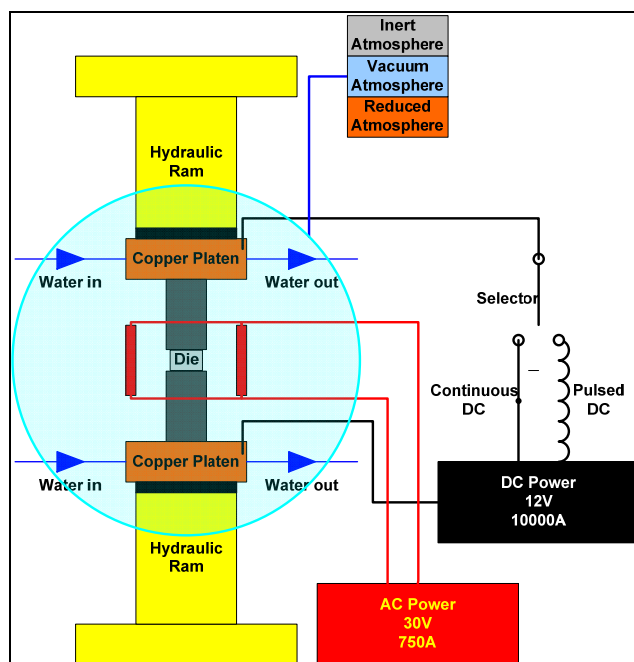 Inert
Atmosphere
Vacuum
Atmosphere
Reduced
Atmosphere
Hydraulic
Ram
Copper Platen
Water in
Water out
Selector
Die
Continuous
DC
Pulsed
DC
Copper Platen
Water in
Water out
DC Power
12V
10000A
Hydraulic
Ram
AC Power
30V
750A